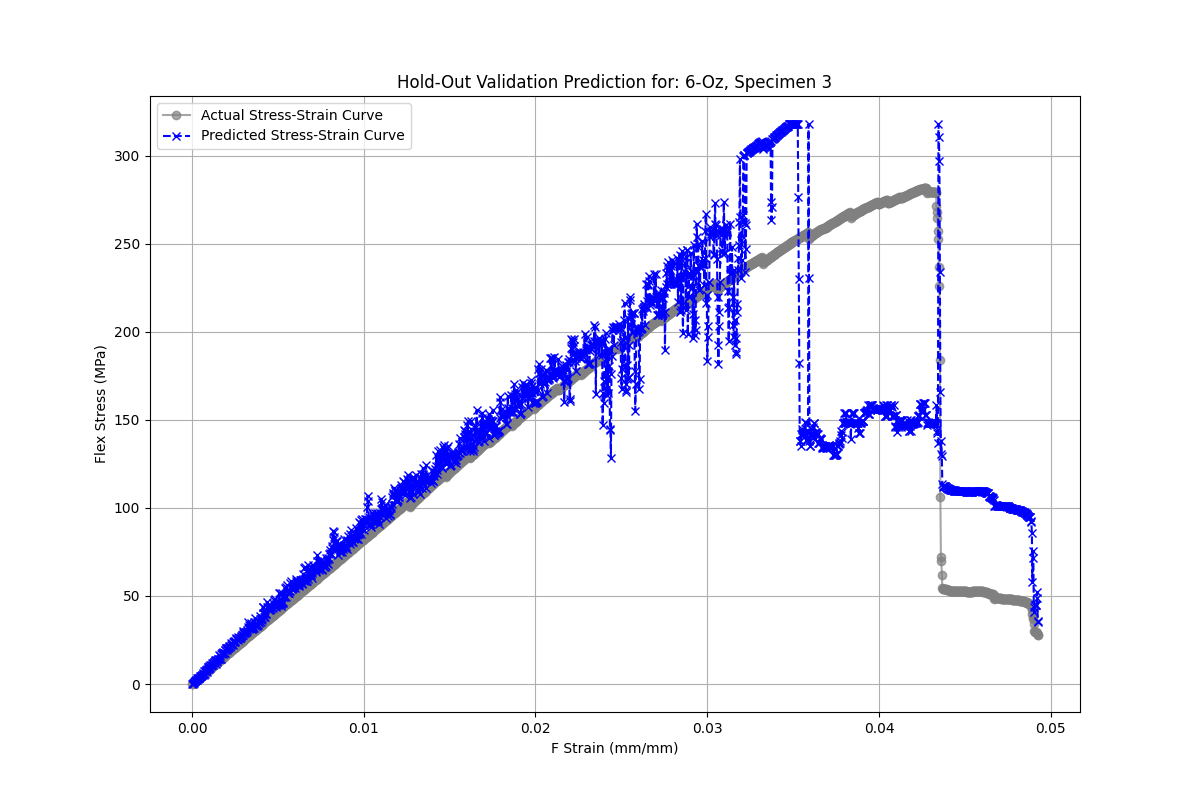 Hold-Out Validation Prediction for: 6-Oz, Specimen 3
Actual Stress-Strain Curve
Predicted Stress-Strain Curve
300
250
200
150
100
50
0
Flex Stress (MPa)
0.00
0.01
0.02
0.03
0.04
0.05
F Strain (mm/mm)